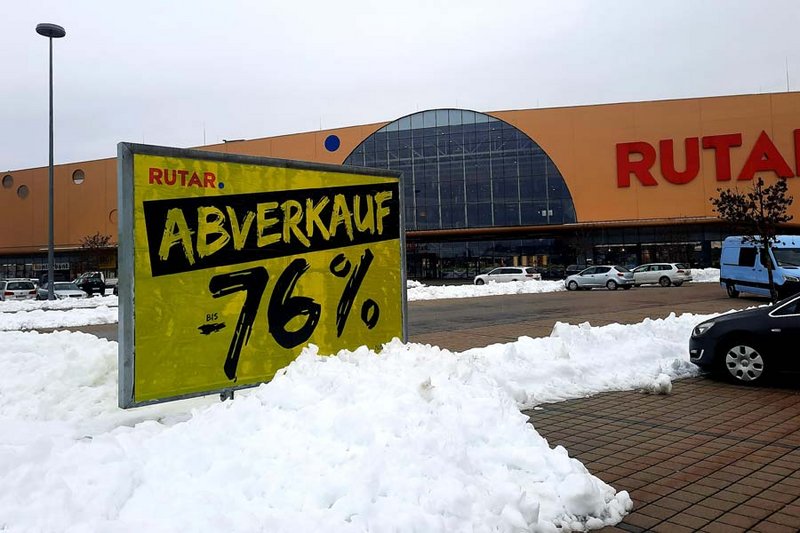 RUTAR.
ABVERKAUF
BIS
-76%
RUTAR